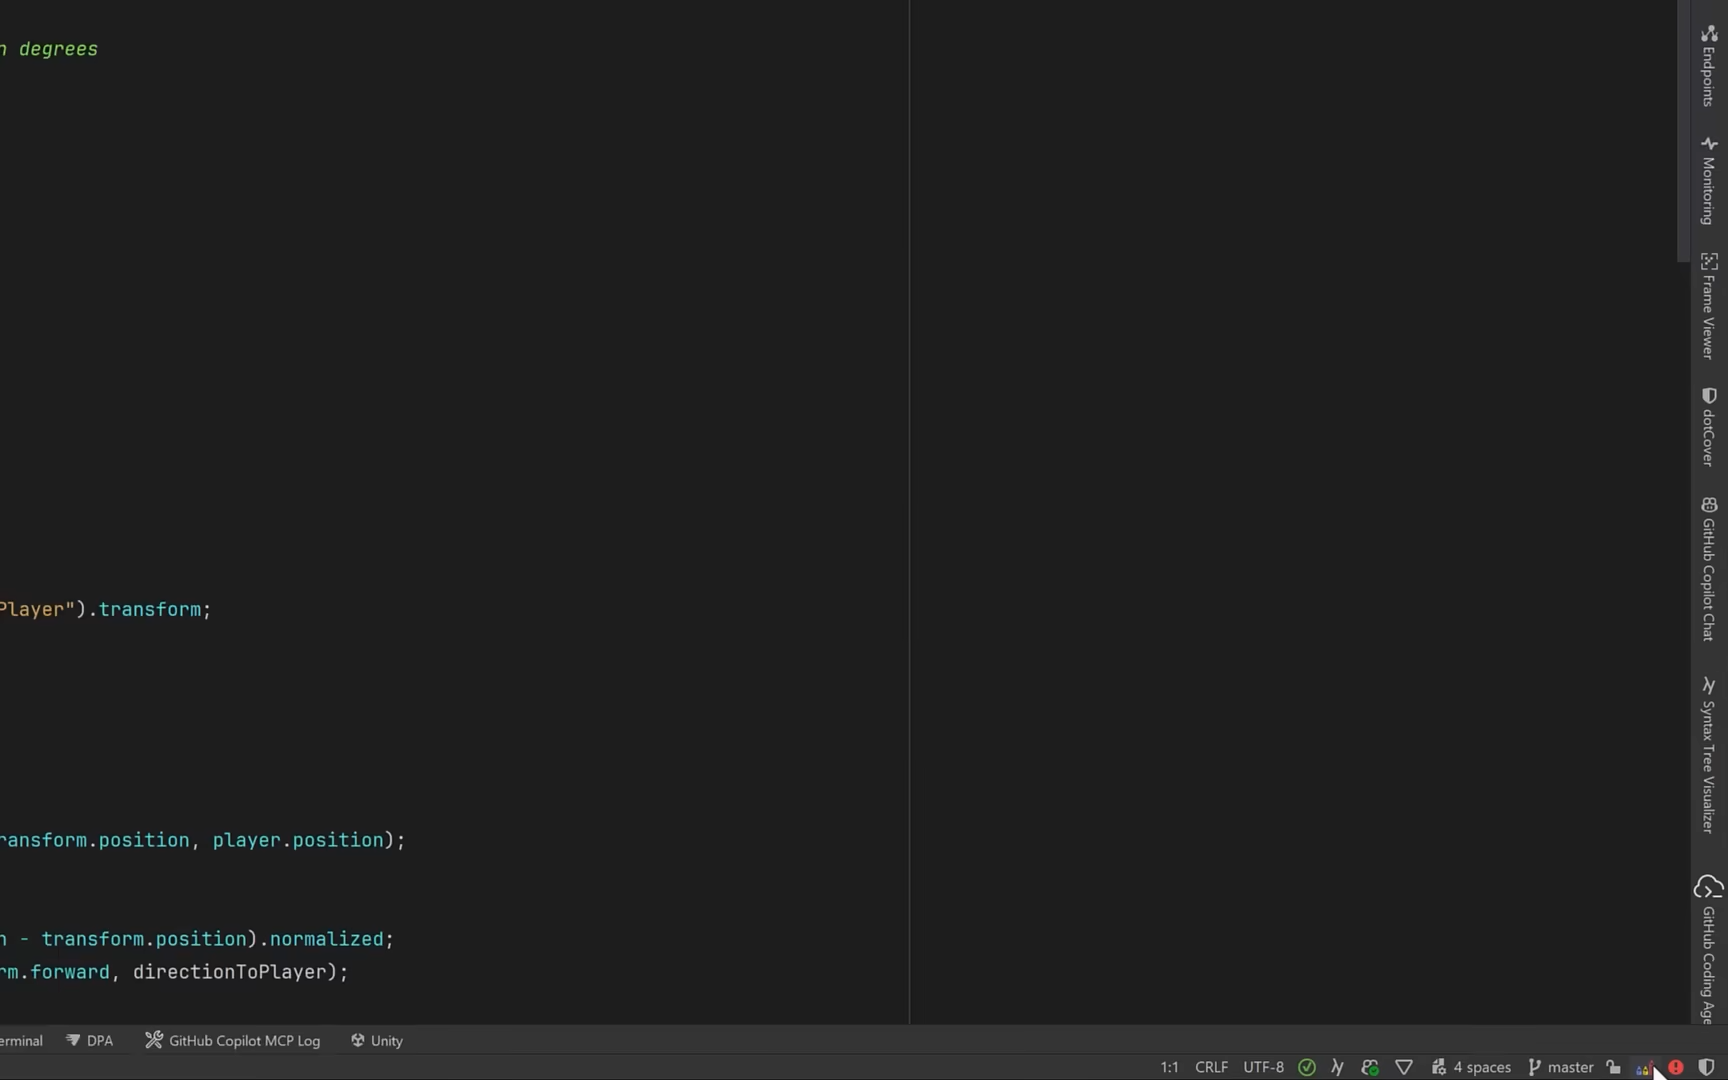 n degrees
Player").transform;
ransform.position, player.position);
n - transform.position).normalized;
rm.forward, directionToPlayer);
Endpoints
Monitoring
Frame Viewer
dotCover
GitHub Copilot Chat
Syntax Tree Visualizer
GitHub Coding Age
erminal DPA GitHub Copilot MCP Log Unity
1:1 CRLF UTF-8 4 spaces master